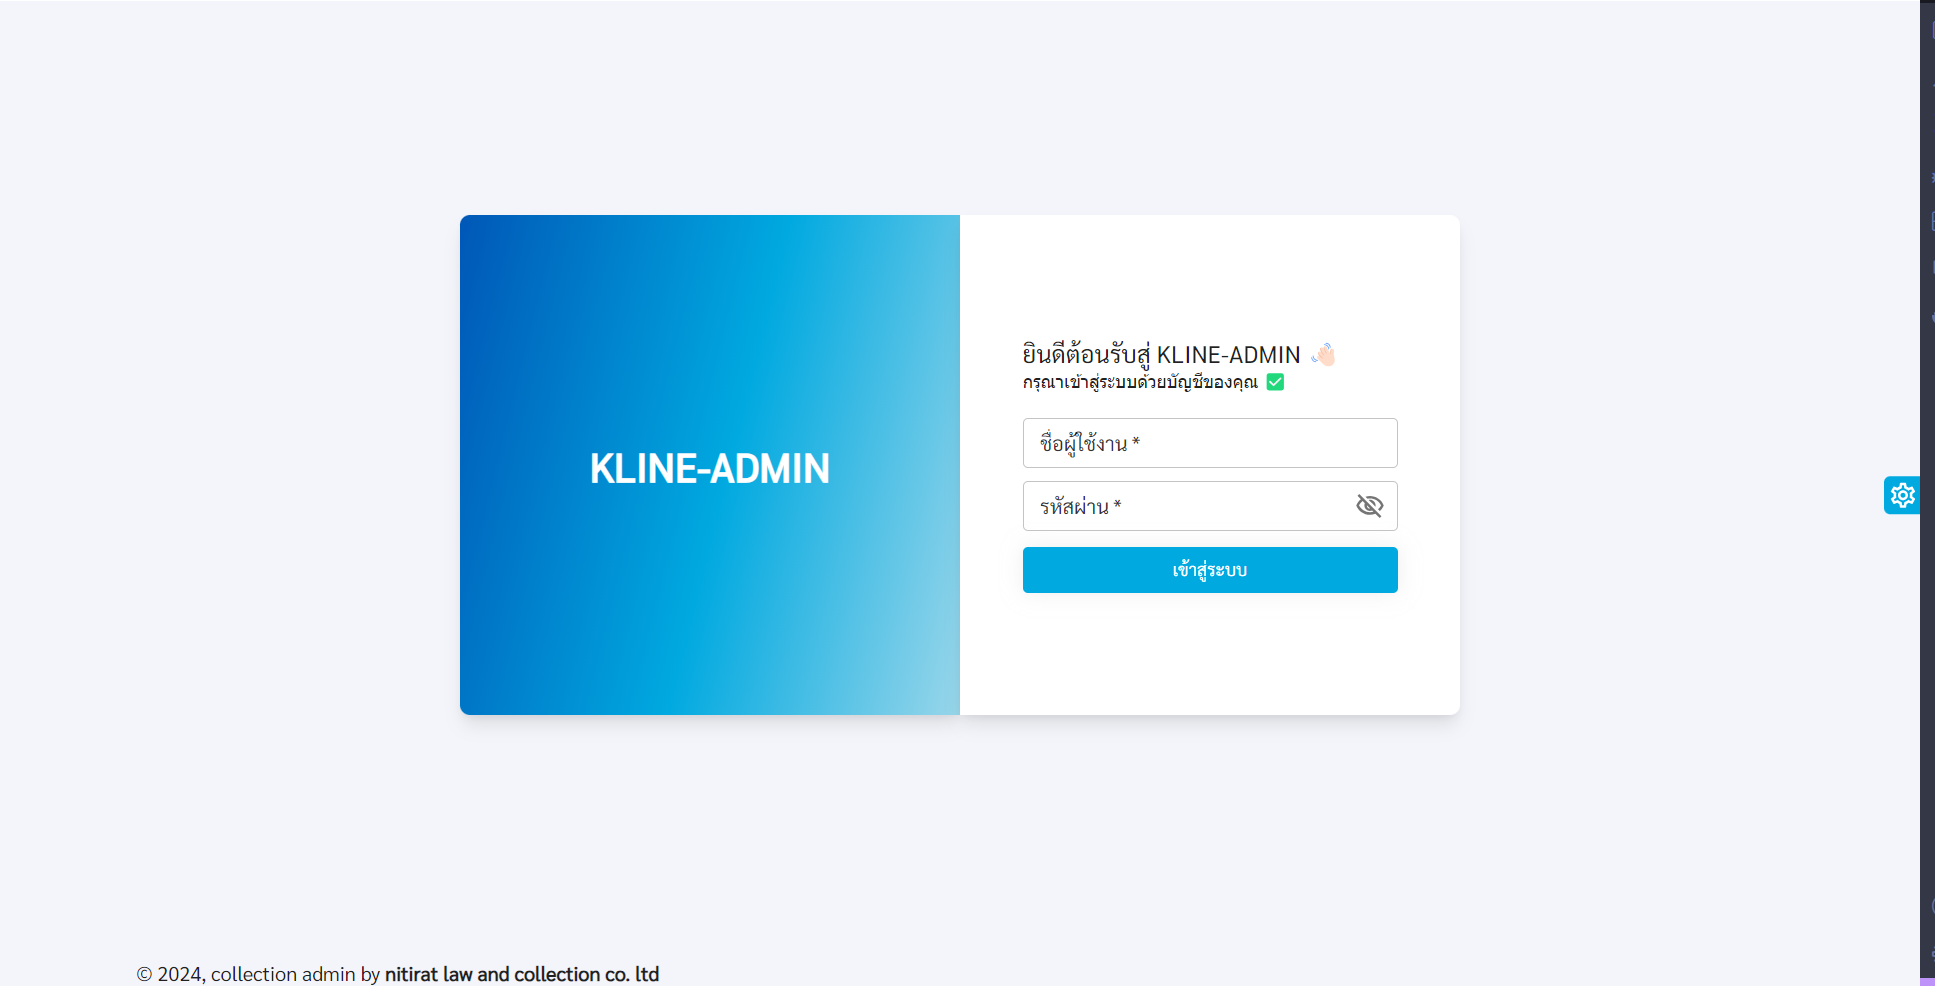 KLINE-ADMIN
ยินดีต้อนรับสู่ KLINE-ADMIN 👋🏻
กรุณาเข้าสู่ระบบด้วยบัญชีของคุณ ✅
ชื่อผู้ใช้งาน *
รหัสผ่าน *
เข้าสู่ระบบ
© 2024, collection admin by nitirat law and collection co. ltd